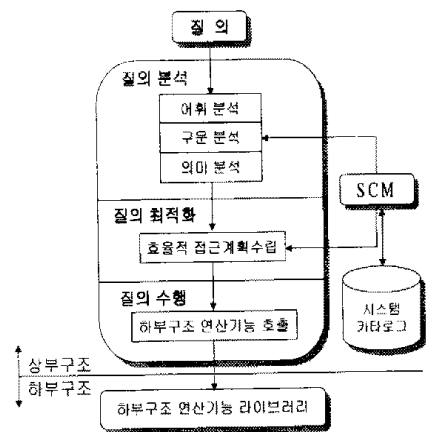 질 의
질의 분석
어휘 분석
구문 분석
의미 분석
SCM
질의 최적화
효율적 접근계획수립
질의 수행
시스템
카타로그
하부구조 연산기능 호출
상부구조
하부구조
하부구조 연산기능 라이브러리